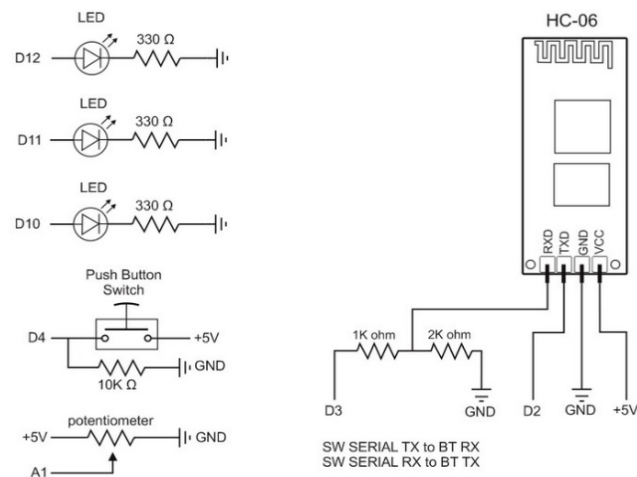 LED
D12
330 Ω
LED
D11
330 Ω
LED
D10
330 Ω
Push Button
Switch
D4
+5V
GND
10K Ω
potentiometer
+5V
GND
A1
HC-06
RXD
TXD
GND
VCC
1K ohm
2K ohm
D3
GND
D2
GND
+5V
SW SERIAL TX to BT RX
SW SERIAL RX to BT TX